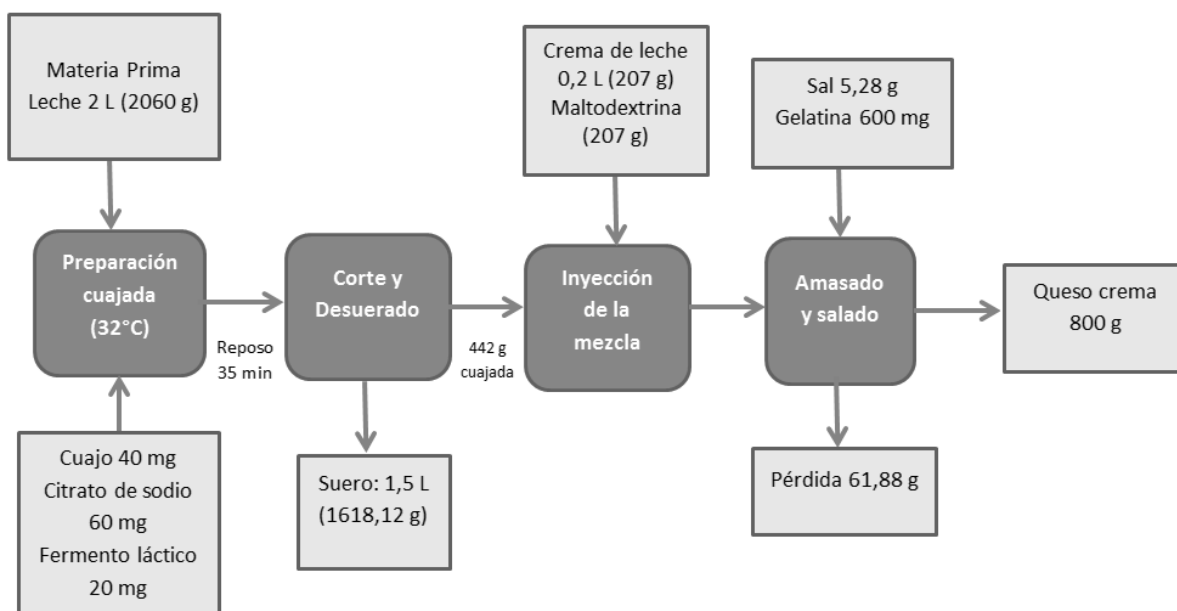 Materia Prima
Leche 2 L (2060 g)
Crema de leche
0,2 L (207 g)
Maltodextrina
(207 g)
Sal 5,28 g
Gelatina 600 mg
Preparación
cuajada
(32°C)
Reposo
35 min
Corte y
Desuerado
442 g
cuajada
Inyección
de la
mezcla
Amasado
y salado
Queso crema
800 g
Cuajo 40 mg
Citrato de sodio
60 mg
Fermento láctico
20 mg
Suero: 1,5 L
(1618,12 g)
Pérdida 61,88 g